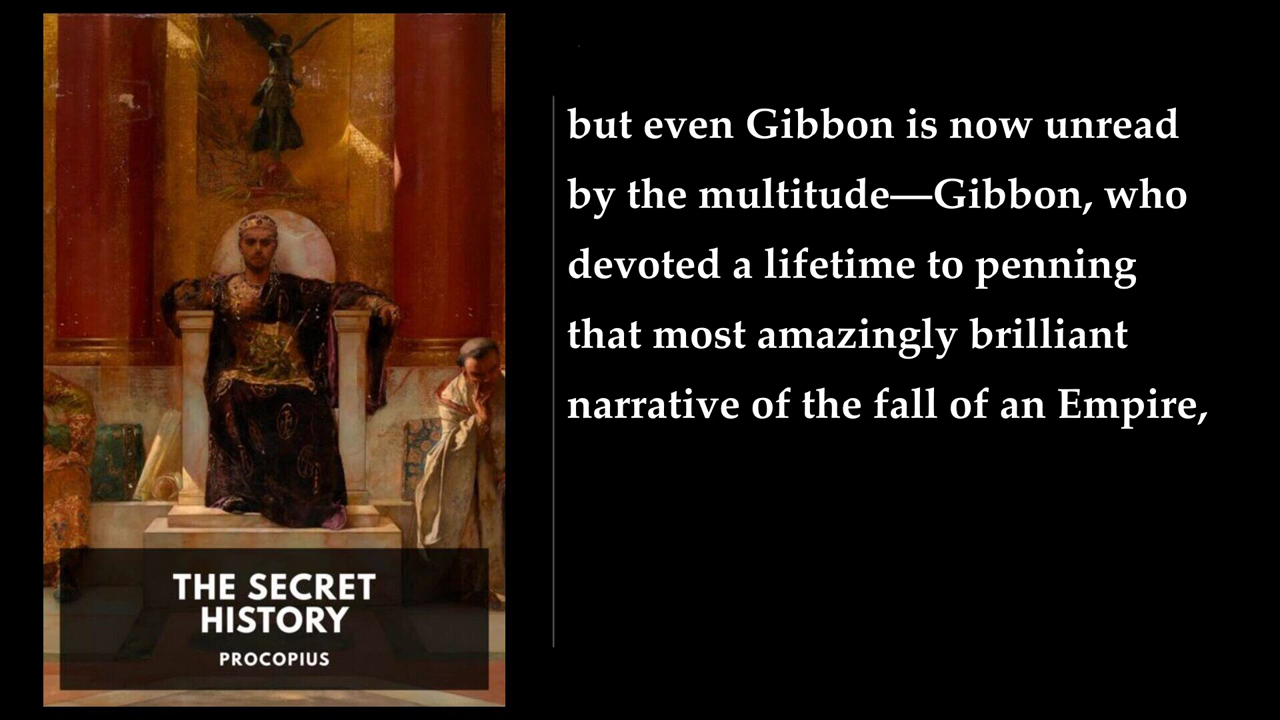 THE SECRET
HISTORY
PROCOPIUS
but even Gibbon is now unread
by the multitude—Gibbon, who
devoted a lifetime to penning
that most amazingly brilliant
narrative of the fall of an Empire,